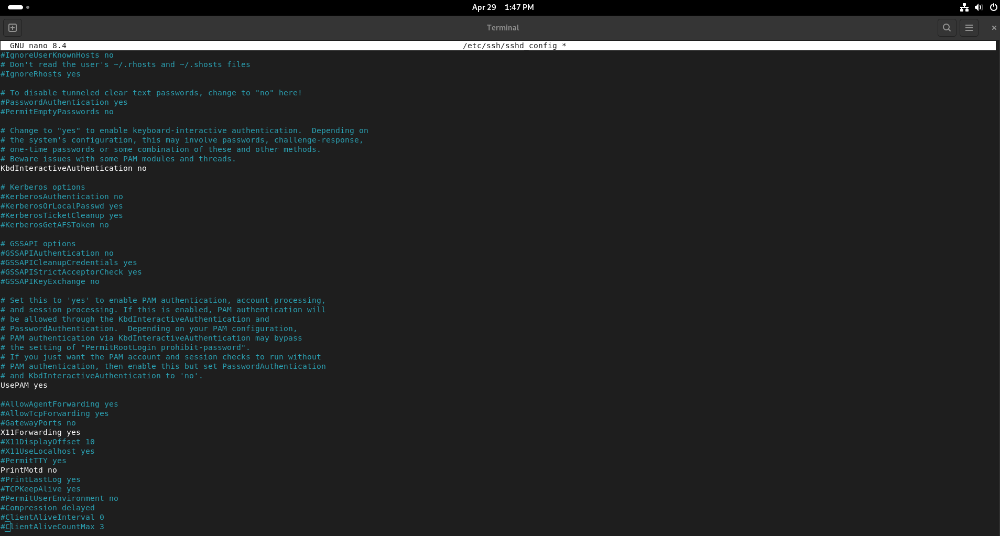 Apr 29 1:47 PM
Terminal
GNU nano 8.4 /etc/ssh/sshd_config *
#IgnoreUserKnownHosts no
# Don't read the user's ~/.rhosts and ~/.shosts files
#IgnoreRhosts yes
# To disable tunneled clear text passwords, change to "no" here!
#PasswordAuthentication yes
#PermitEmptyPasswords no
# Change to "yes" to enable keyboard-interactive authentication.  Depending on
# the system's configuration, this may involve passwords, challenge-response,
# one-time passwords or some combination of these and other methods.
# Beware issues with some PAM modules and threads.
KbdInteractiveAuthentication no
# Kerberos options
#KerberosAuthentication no
#KerberosOrLocalPasswd yes
#KerberosTicketCleanup yes
#KerberosGetAFSToken no
# GSSAPI options
#GSSAPIAuthentication no
#GSSAPICleanupCredentials yes
#GSSAPIStrictAcceptorCheck yes
#GSSAPIKeyExchange no
# Set this to 'yes' to enable PAM authentication, account processing,
# and session processing. If this is enabled, PAM authentication will
# be allowed through the KbdInteractiveAuthentication and
# PasswordAuthentication.  Depending on your PAM configuration,
# PAM authentication via KbdInteractiveAuthentication may bypass
# the setting of "PermitRootLogin prohibit-password".
# If you just want the PAM account and session checks to run without
# PAM authentication, then enable this but set PasswordAuthentication
# and KbdInteractiveAuthentication to 'no'.
UsePAM yes
#AllowAgentForwarding yes
#AllowTcpForwarding yes
#GatewayPorts no
X11Forwarding yes
#X11DisplayOffset 10
#X11UseLocalhost yes
#PermitTTY yes
PrintMotd no
#PrintLastLog yes
#TCPKeepAlive yes
#PermitUserEnvironment no
#Compression delayed
#ClientAliveInterval 0
#ClientAliveCountMax 3